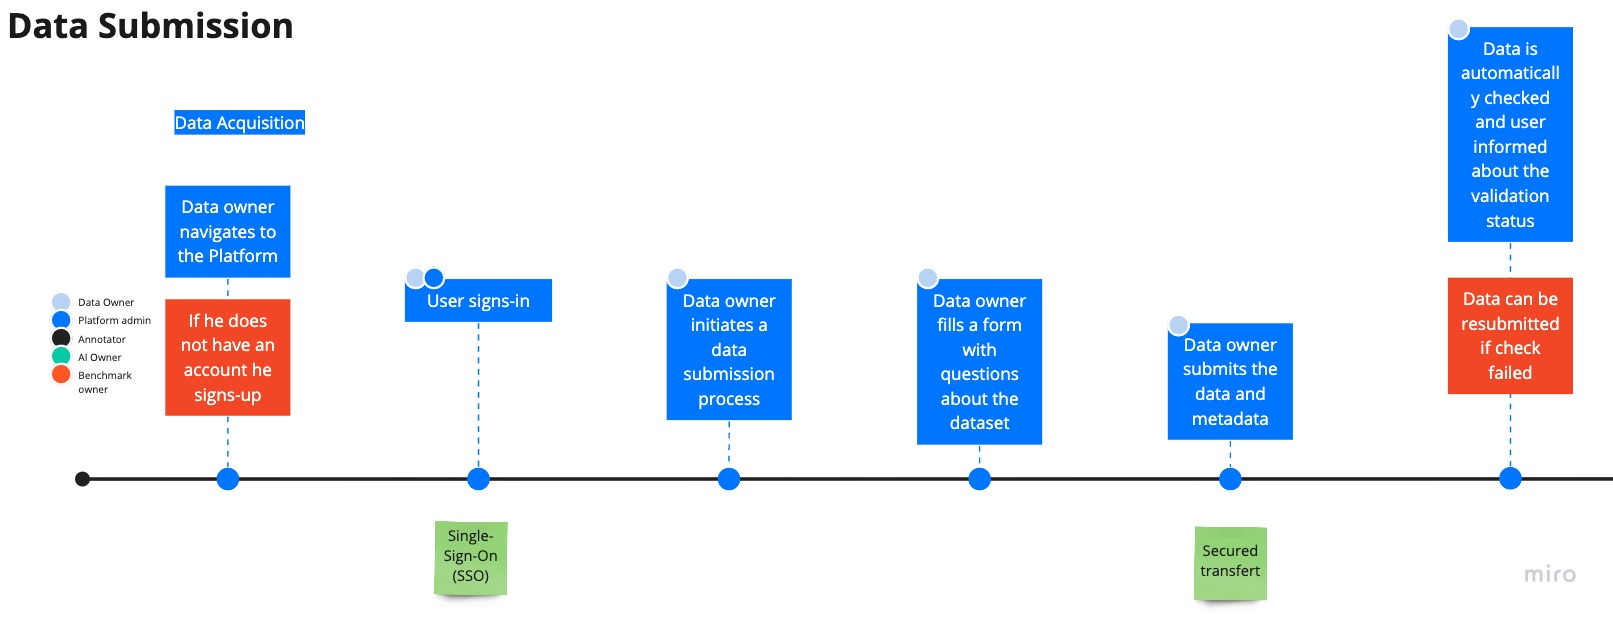 Data Submission
Data Acquisition
Data owner
navigates to
the Platform
If he does
not have an
account he
signs-up
Data Owner
Platform admin
Annotator
AI Owner
Benchmark
owner
User signs-in
Data owner
initiates a
data
submission
process
Data owner
fills a form
with
questions
about the
dataset
Data owner
submits the
data and
metadata
Data is
automaticall
y checked
and user
informed
about the
validation
status
Data can be
resubmitted
if check
failed
Single-
Sign-On
(SSO)
Secured
transfert
miro